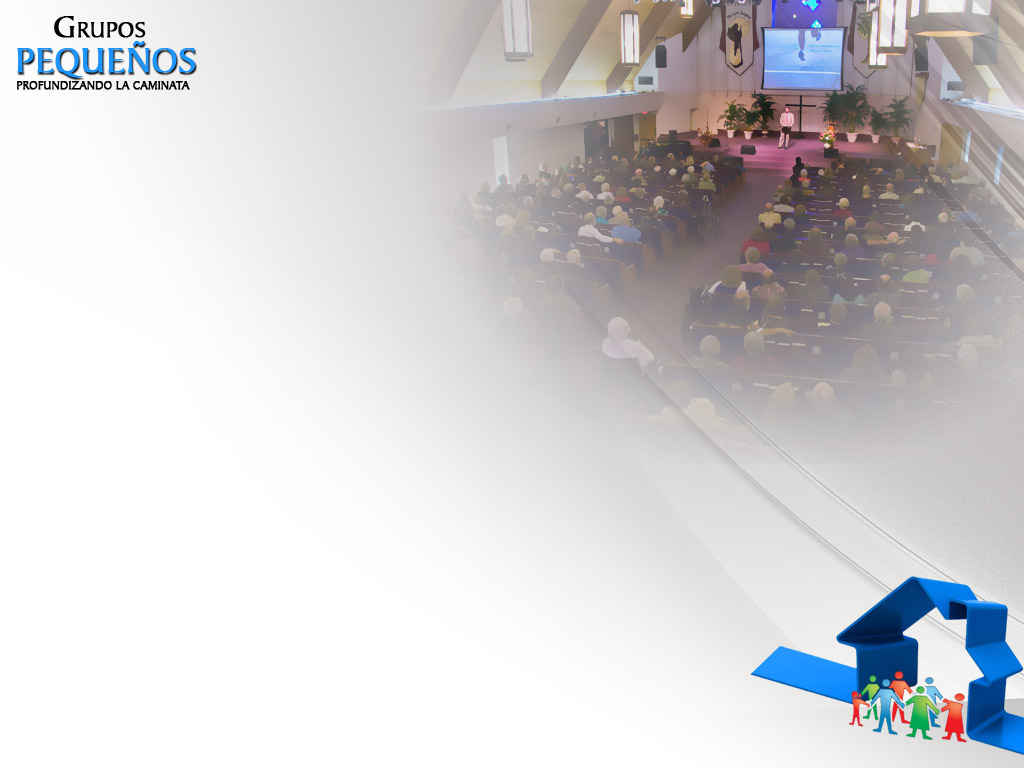 GRUPOS
PEQUEÑOS
PROFUNDIZANDO LA CAMINATA